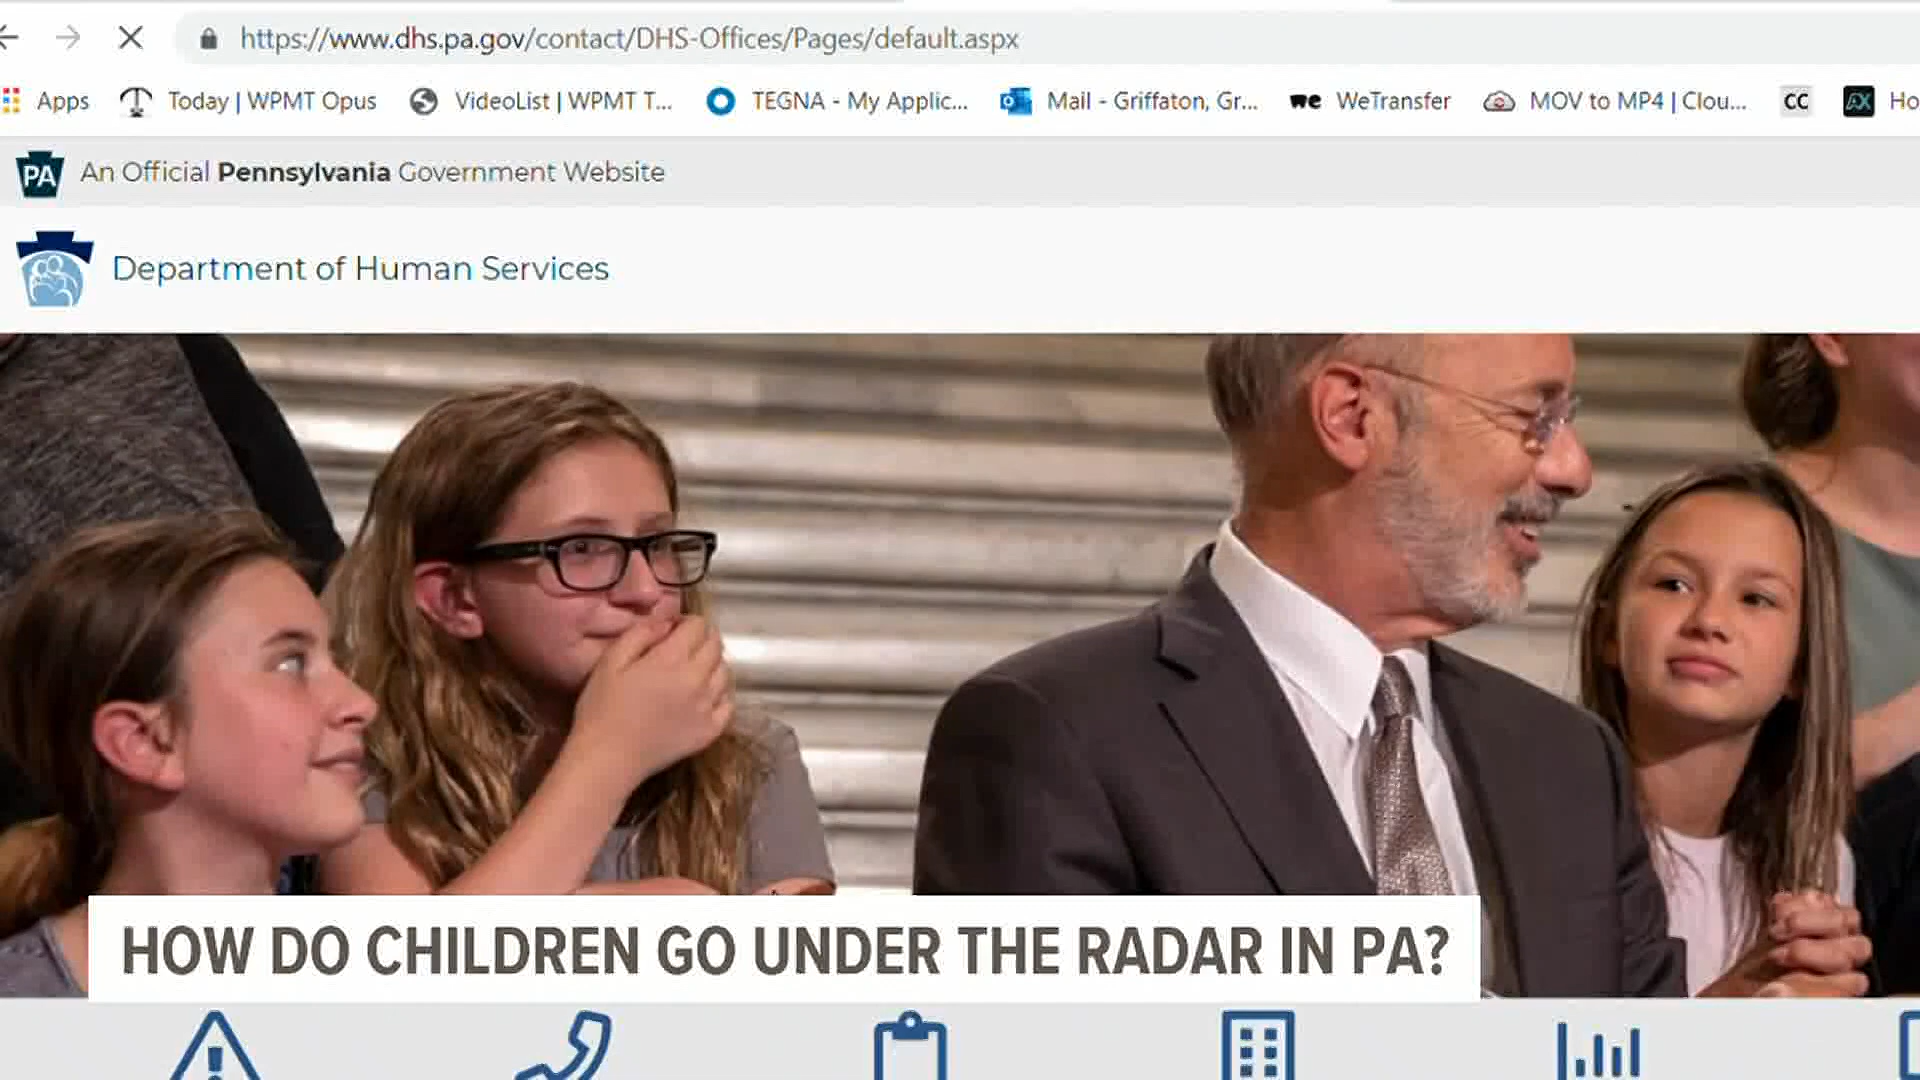 https://www.dhs.pa.gov/contact/DHS-Offices/Pages/default.aspx
Apps Today | WPMT Opus VideoList | WPMT T... TEGNA - My Applic... Mail - Griffaton, Gr... we WeTransfer MOV to MP4 | Clou... CC AX Ho
PA An Official Pennsylvania Government Website
Department of Human Services
HOW DO CHILDREN GO UNDER THE RADAR IN PA?